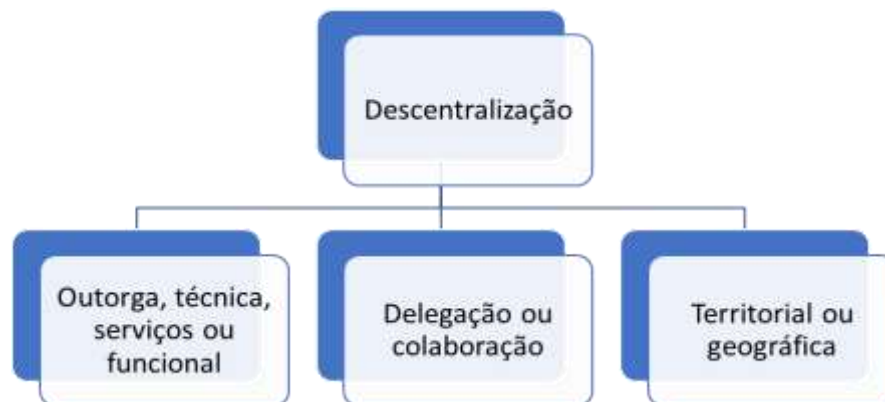 Descentralização
Outorga, técnica,
serviços ou
funcional
Delegação ou
colaboração
Territorial ou
geográfica